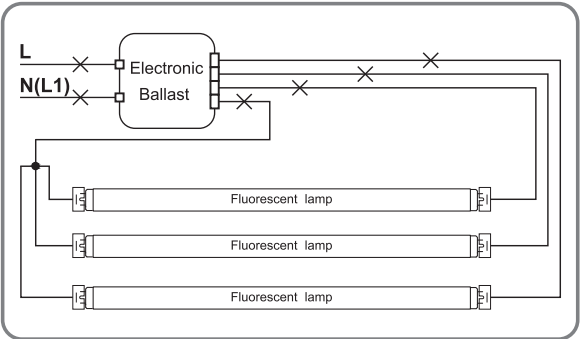 L
N(L1)
Electronic
Ballast
Fluorescent lamp
Fluorescent lamp
Fluorescent lamp